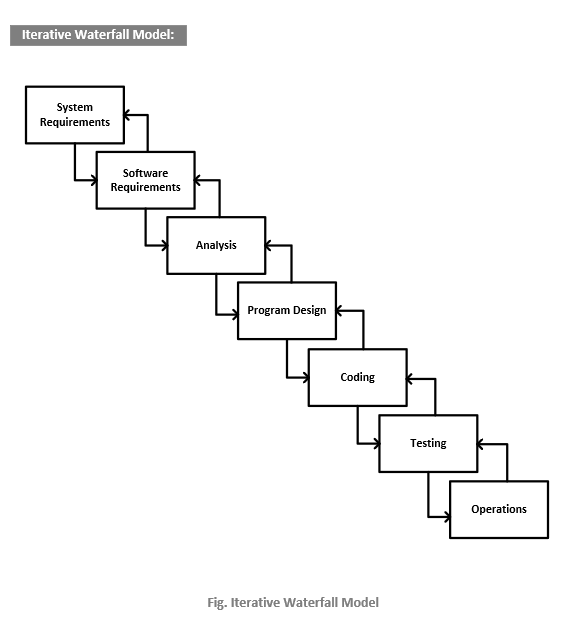 Iterative Waterfall Model:
System
Requirements
Software
Requirements
Analysis
Program Design
Coding
Testing
Operations
Fig. Iterative Waterfall Model